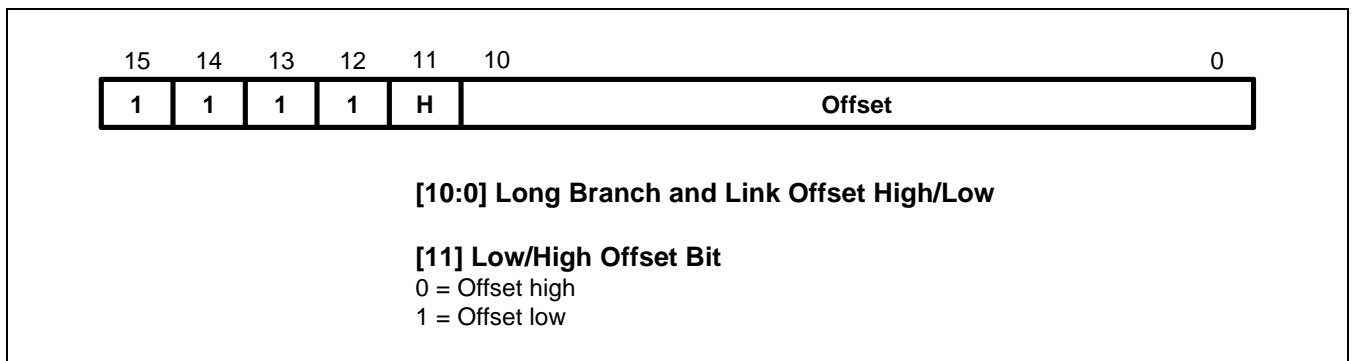 15 14 13 12 11 10 0
1 1 1 1 H Offset
[10:0] Long Branch and Link Offset High/Low
[11] Low/High Offset Bit
0 = Offset high
1 = Offset low